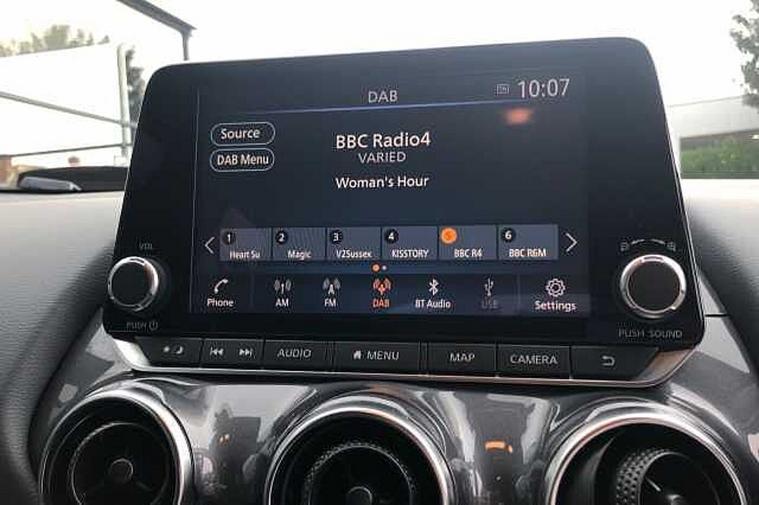 DAB
10:07
Source
BBC Radio4
VARIED
DAB Menu
Woman's Hour
1 2 3 4 5 6
Heart Su Magic V2Sussex KISSTORY BBC R4 BBC R6M
Phone AM FM DAB BT Audio USB Settings
VOL
PUSH
PUSH SOUND
AUDIO MENU MAP CAMERA